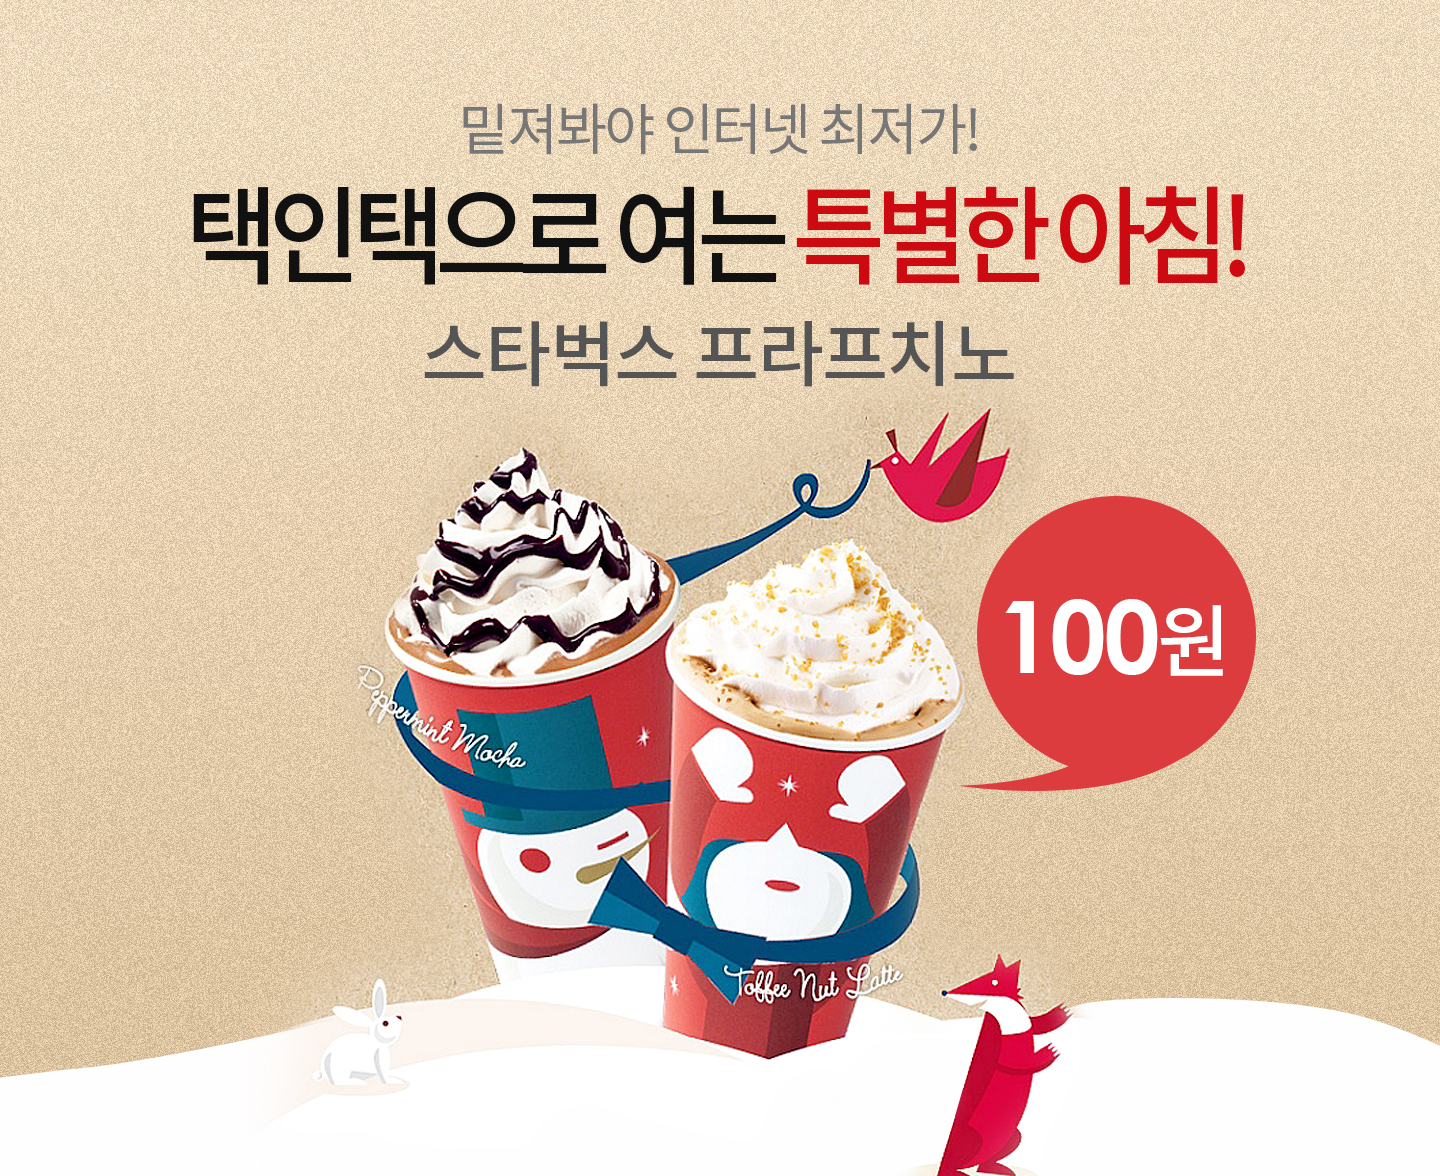 밑져봐야 인터넷 최저가!
택인택으로 여는 특별한 아침!
스타벅스 프라프치노
100원
Peppermint Mocha
Toffee Nut Latte